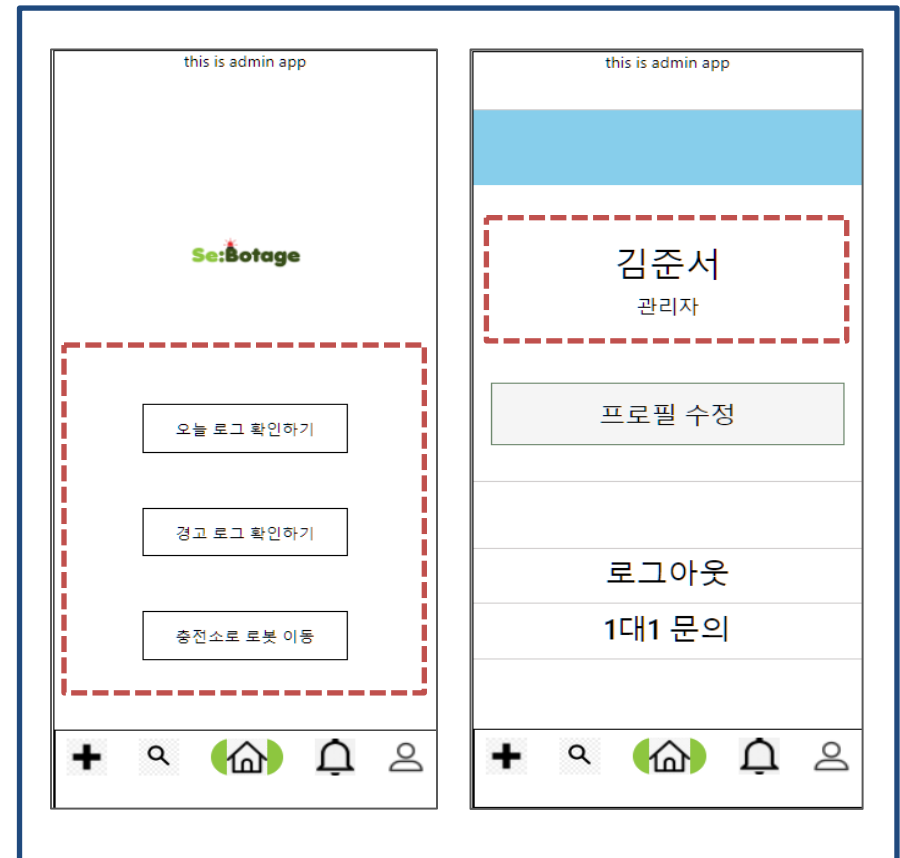 this is admin app
Se:Botage
오늘 로그 확인하기
경고 로그 확인하기
충전소로 로봇 이동
this is admin app
김준서
관리자
프로필 수정
로그아웃
1대1 문의